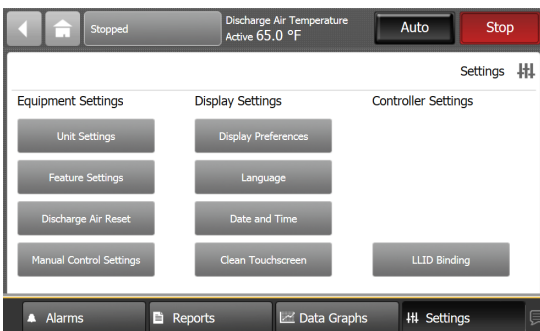 Stopped
Discharge Air Temperature
Active 65.0 °F
Auto
Stop
Settings
Equipment Settings
Display Settings
Controller Settings
Unit Settings
Display Preferences
Feature Settings
Language
Discharge Air Reset
Date and Time
Manual Control Settings
Clean Touchscreen
LLID Binding
Alarms
Reports
Data Graphs
Settings